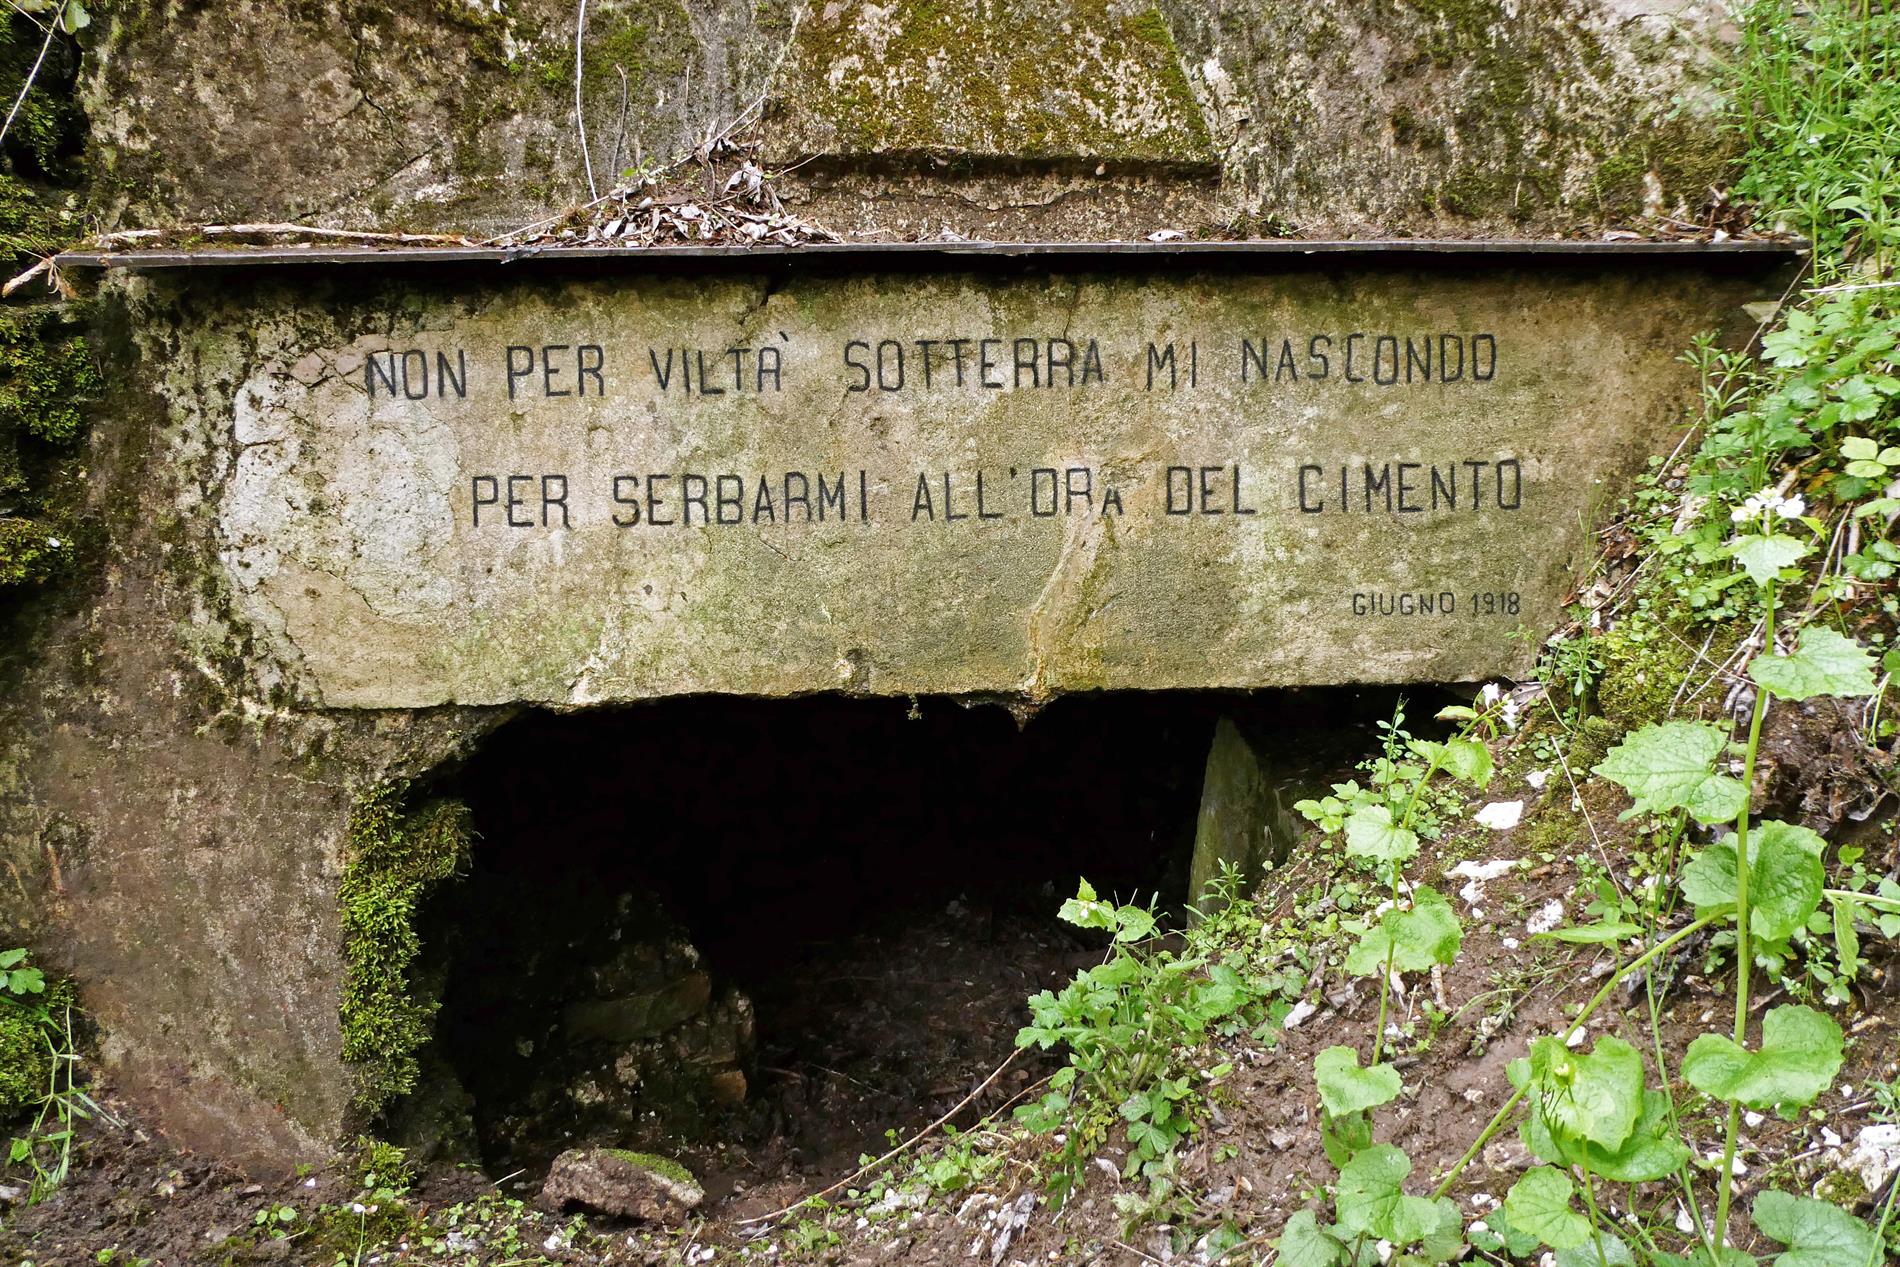 NON PER VILTÀ SOTTERRA MI NASCONDO
PER SERBARMI ALL'ORA DEL CIMENTO
GIUGNO 1918